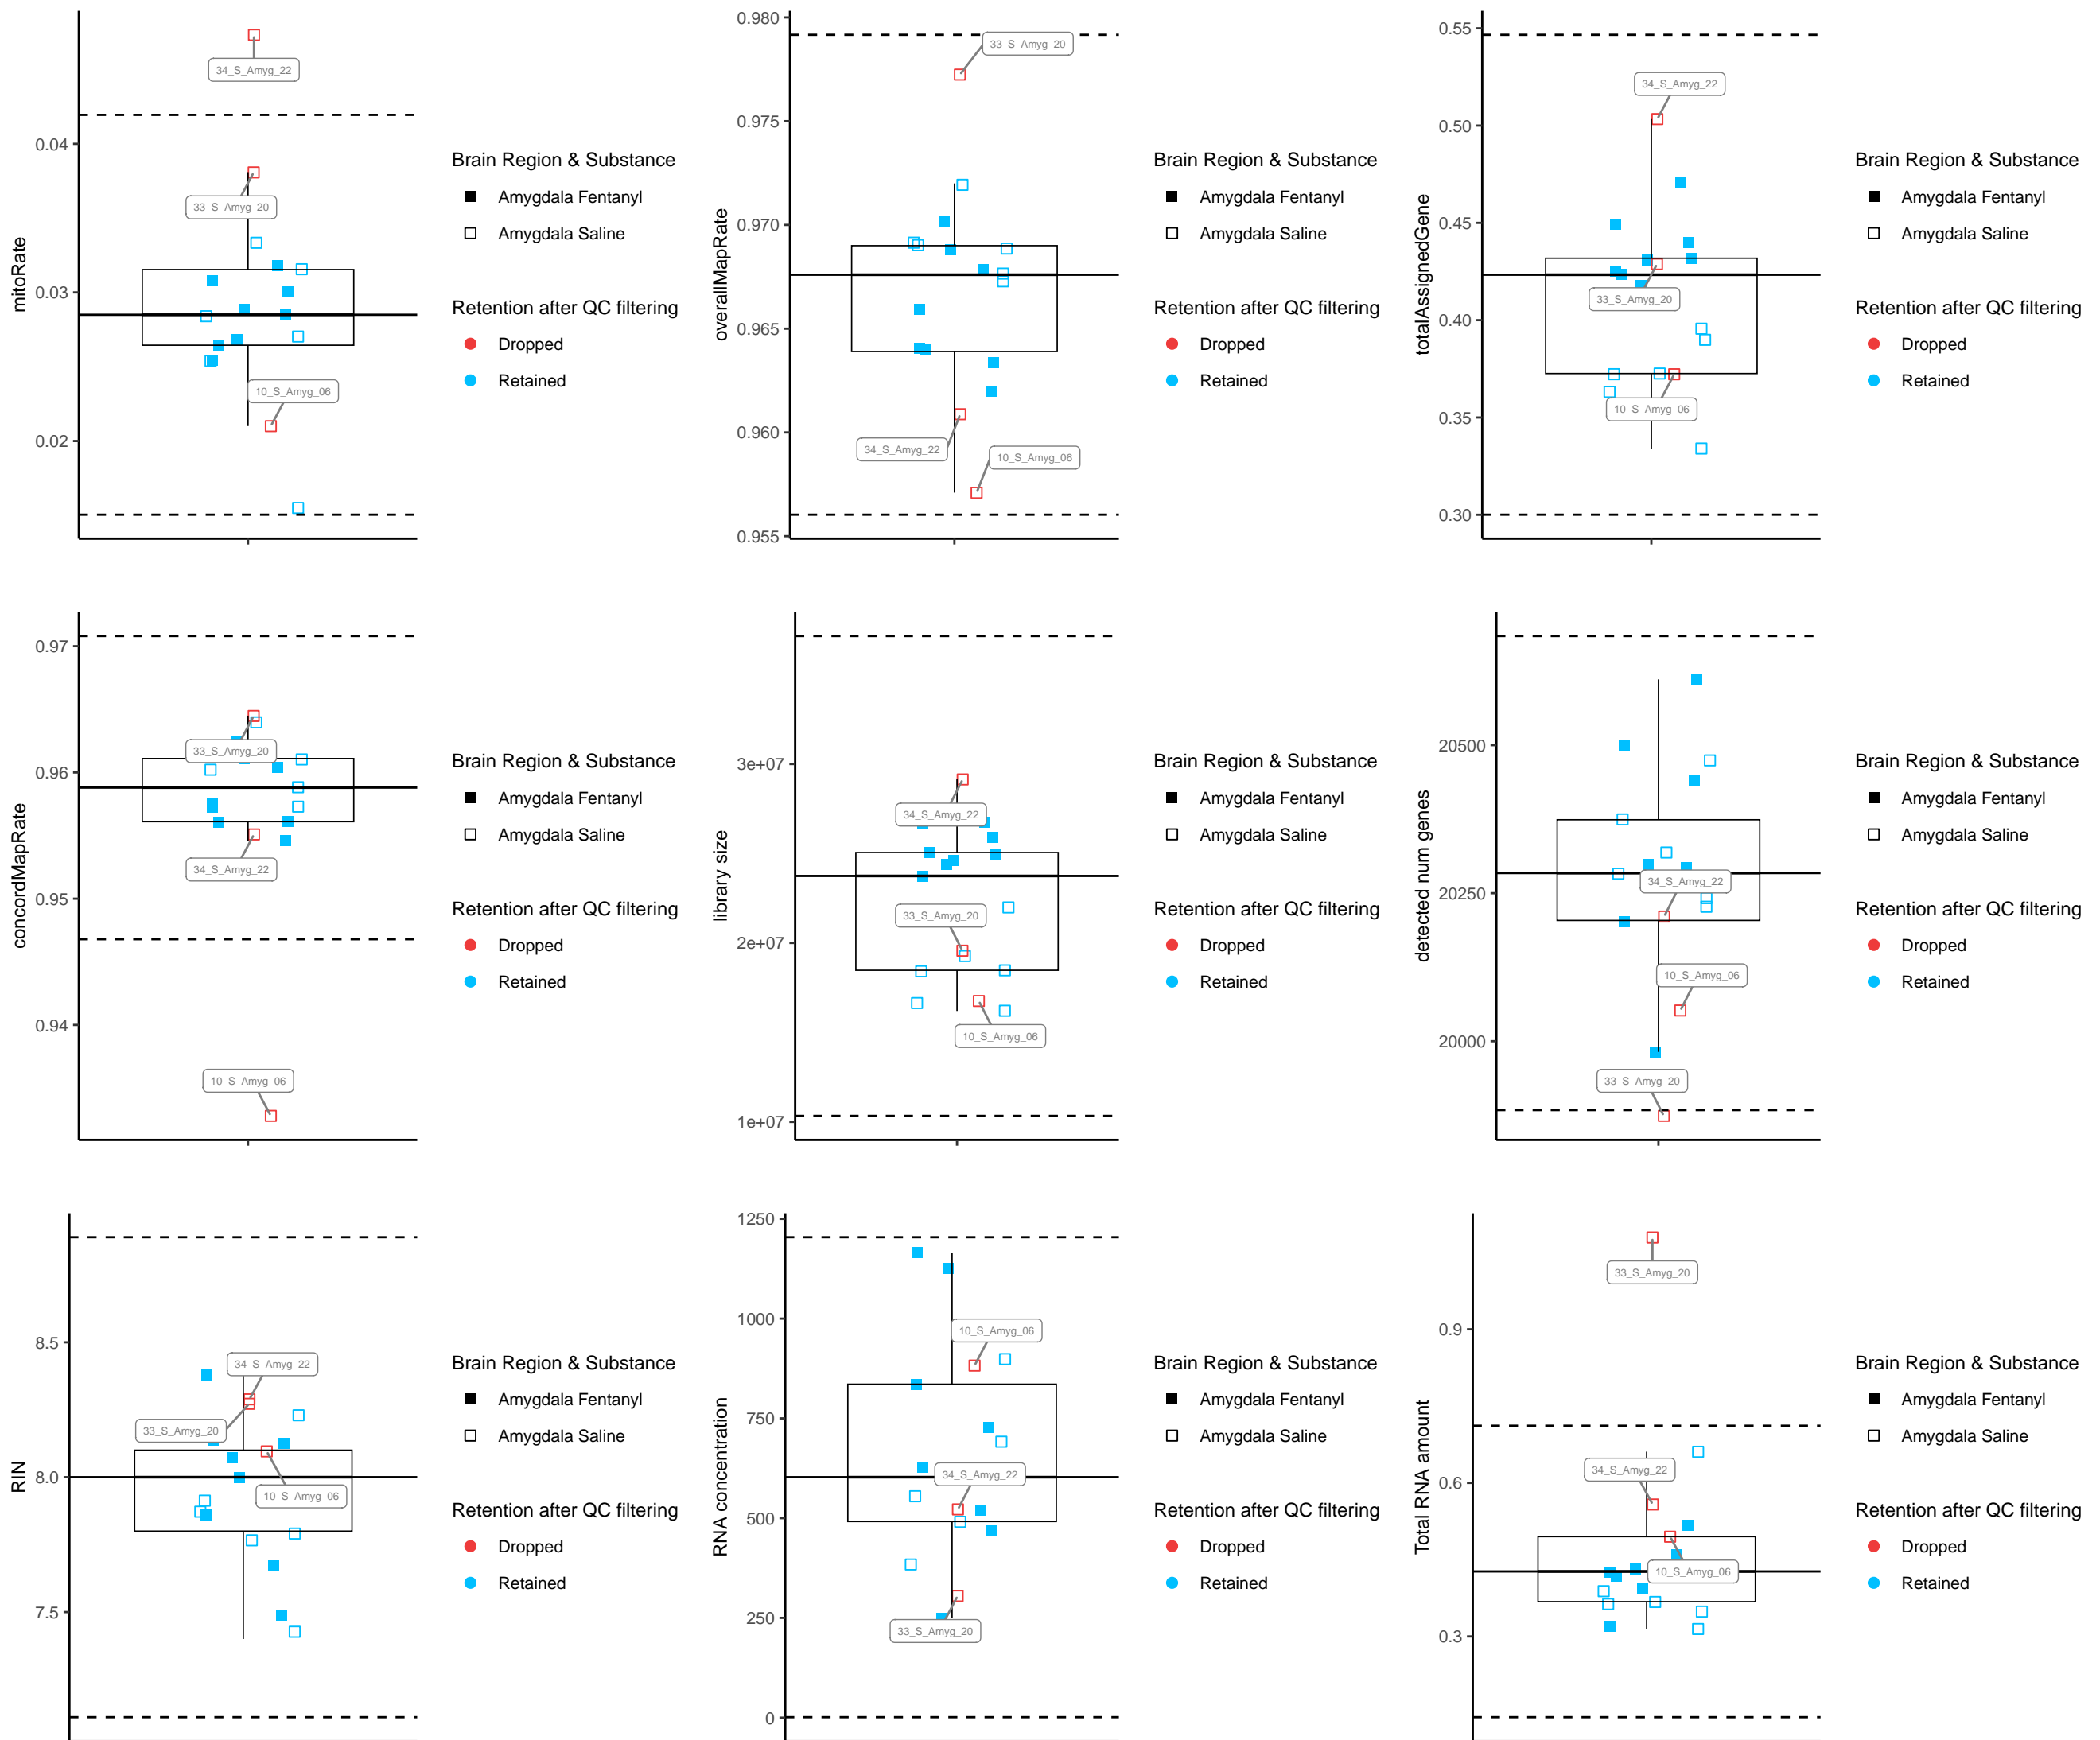 mitoRate
0.04
0.03
0.02
34_S_Amyg_22
33_S_Amyg_20
10_S_Amyg_06
Brain Region & Substance
Amygdala Fentanyl
Amygdala Saline
Retention after QC filtering
Dropped
Retained
overallMapRate
0.980
0.975
0.970
0.965
0.960
0.955
33_S_Amyg_20
34_S_Amyg_22
10_S_Amyg_06
Brain Region & Substance
Amygdala Fentanyl
Amygdala Saline
Retention after QC filtering
Dropped
Retained
totalAssignedGene
0.55
0.50
0.45
0.40
0.35
0.30
34_S_Amyg_22
33_S_Amyg_20
10_S_Amyg_06
Brain Region & Substance
Amygdala Fentanyl
Amygdala Saline
Retention after QC filtering
Dropped
Retained
concordMapRate
0.97
0.96
0.95
0.94
33_S_Amyg_20
34_S_Amyg_22
10_S_Amyg_06
Brain Region & Substance
Amygdala Fentanyl
Amygdala Saline
Retention after QC filtering
Dropped
Retained
library size
3e+07
2e+07
1e+07
34_S_Amyg_22
33_S_Amyg_20
10_S_Amyg_06
Brain Region & Substance
Amygdala Fentanyl
Amygdala Saline
Retention after QC filtering
Dropped
Retained
detected num genes
20500
20250
20000
34_S_Amyg_22
10_S_Amyg_06
33_S_Amyg_20
Brain Region & Substance
Amygdala Fentanyl
Amygdala Saline
Retention after QC filtering
Dropped
Retained
RIN
8.5
8.0
7.5
34_S_Amyg_22
33_S_Amyg_20
10_S_Amyg_06
Brain Region & Substance
Amygdala Fentanyl
Amygdala Saline
Retention after QC filtering
Dropped
Retained
RNA concentration
1250
1000
750
500
250
0
10_S_Amyg_06
34_S_Amyg_22
33_S_Amyg_20
Brain Region & Substance
Amygdala Fentanyl
Amygdala Saline
Retention after QC filtering
Dropped
Retained
Total RNA amount
0.9
0.6
0.3
33_S_Amyg_20
34_S_Amyg_22
10_S_Amyg_06
Brain Region & Substance
Amygdala Fentanyl
Amygdala Saline
Retention after QC filtering
Dropped
Retained